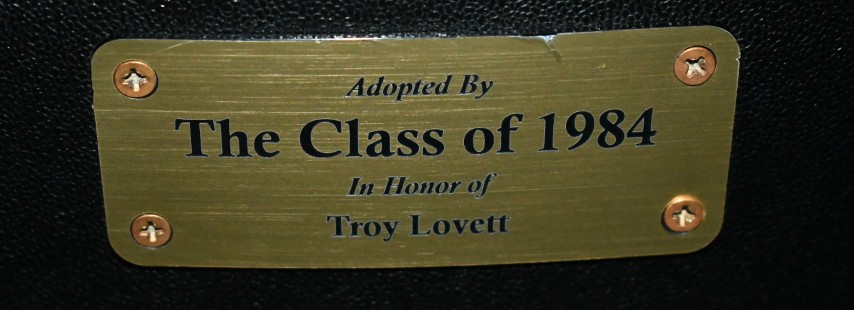 Adopted By
The Class of 1984
In Honor of
Troy Lovett